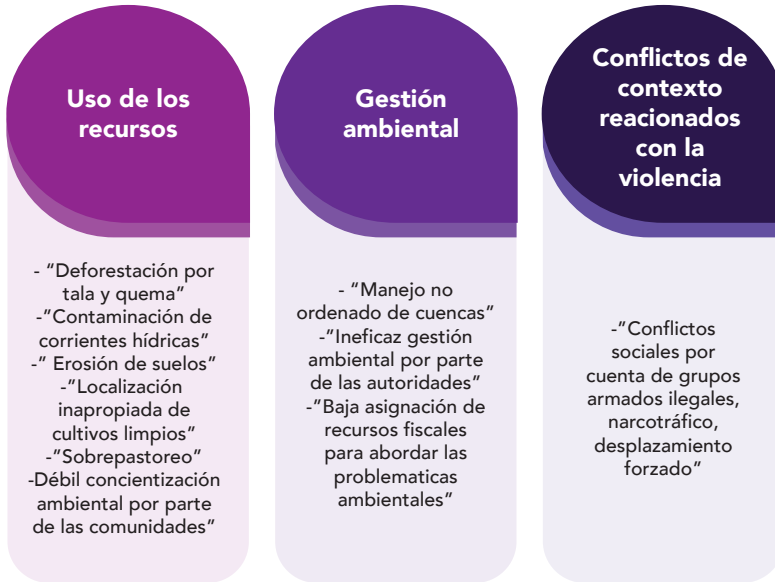 Uso de los
recursos
- “Deforestación por
tala y quema”
-”Contaminación de
corrientes hídricas”
-” Erosión de suelos”
-”Localización
inapropiada de
cultivos limpios”
-”Sobrepastoreo”
-Débil concientización
ambiental por parte
de las comunidades”
Gestión
ambiental
- “Manejo no
ordenado de cuencas”
-”Ineficaz gestión
ambiental por parte
de las autoridades”
-”Baja asignación de
recursos fiscales
para abordar las
problematicas
ambientales”
Conflictos de
contexto
reacionados
con la
violencia
-”Conflictos
sociales por
cuenta de grupos
armados ilegales,
narcotráfico,
desplazamiento
forzado”